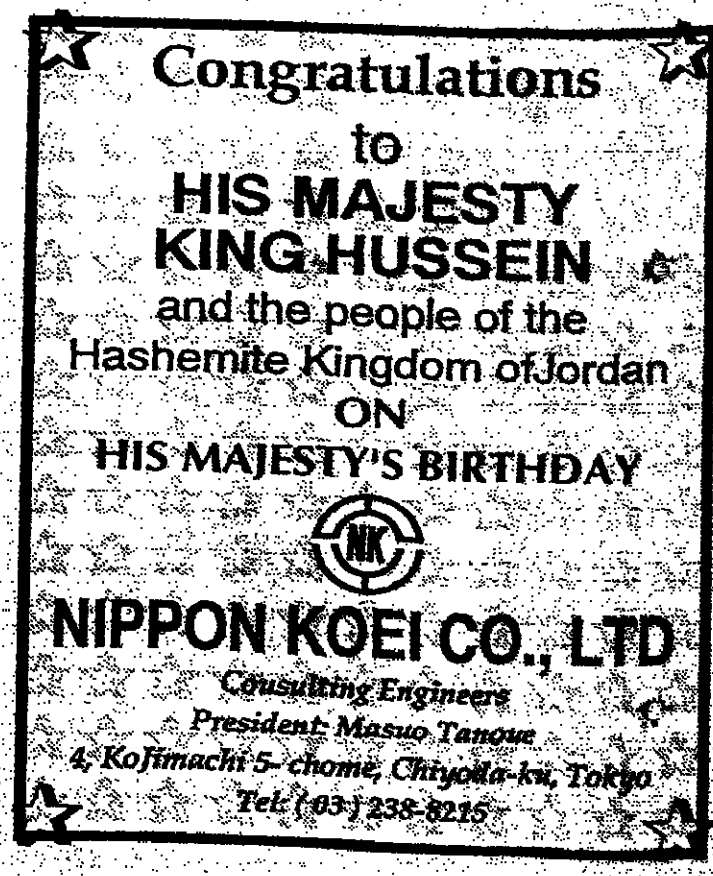 Congratulations
to
HIS MAJESTY
KING HUSSEIN
and the people of the
Hashemite Kingdom ofJordan
ON
HIS MAJESTY'S BIRTHDAY
NK
NIPPON KOEI CO., LTD
Cousulting Engineers
President: Masuo Tanoue
4, KoJimachi 5- chome, Chiyoda-ku, Tokyo
Tel: ( 03 ) 238-8215